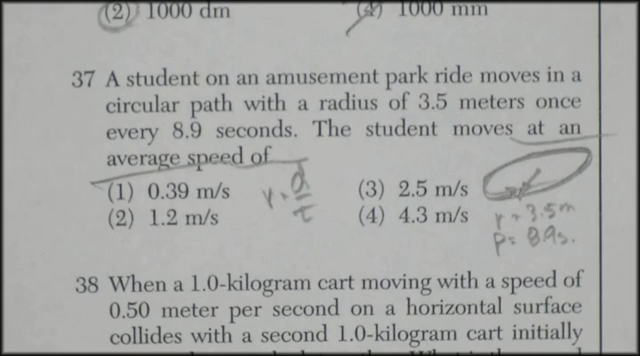 (2) 1000 dm (4) 1000 mm
37 A student on an amusement park ride moves in a
circular path with a radius of 3.5 meters once
every 8.9 seconds. The student moves at an
average speed of
(1) 0.39 m/s (3) 2.5 m/s
(2) 1.2 m/s (4) 4.3 m/s
v = d/t
r = 3.5m
P = 8.9s.
38 When a 1.0-kilogram cart moving with a speed of
0.50 meter per second on a horizontal surface
collides with a second 1.0-kilogram cart initially